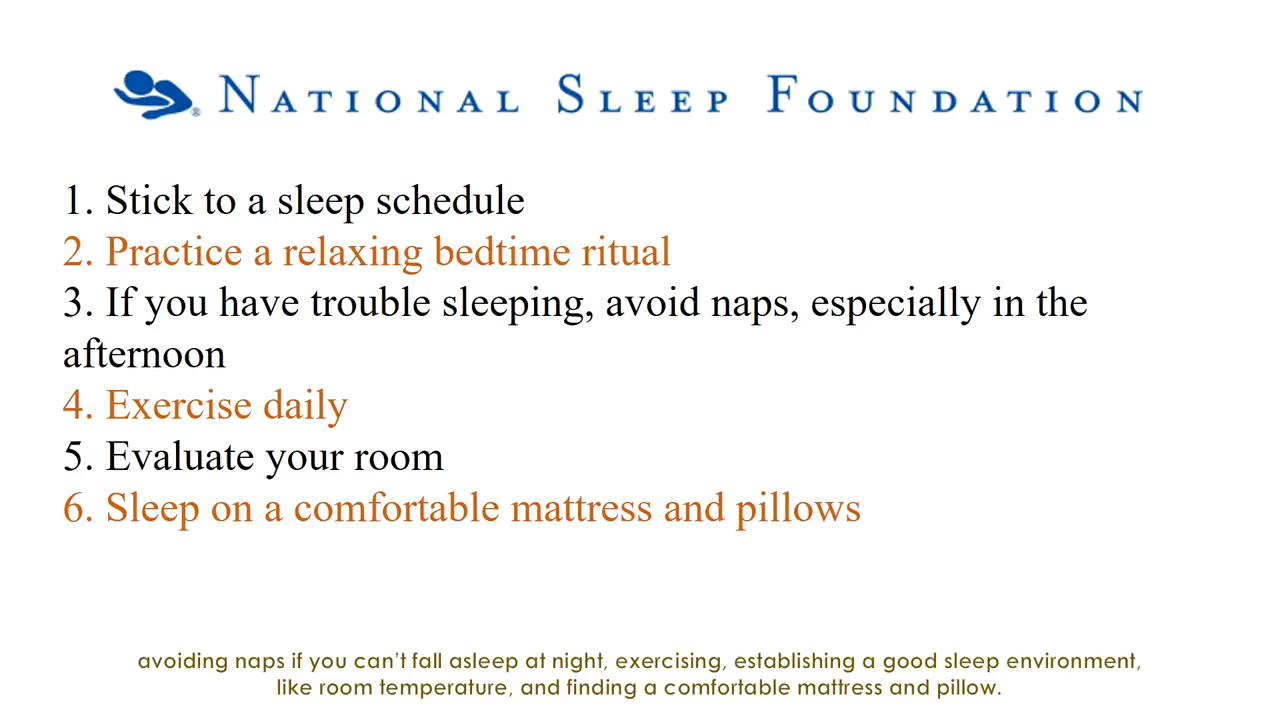 ® NATIONAL SLEEP FOUNDATION
1. Stick to a sleep schedule
2. Practice a relaxing bedtime ritual
3. If you have trouble sleeping, avoid naps, especially in the
afternoon
4. Exercise daily
5. Evaluate your room
6. Sleep on a comfortable mattress and pillows
avoiding naps if you can’t fall asleep at night, exercising, establishing a good sleep environment,
like room temperature, and finding a comfortable mattress and pillow.